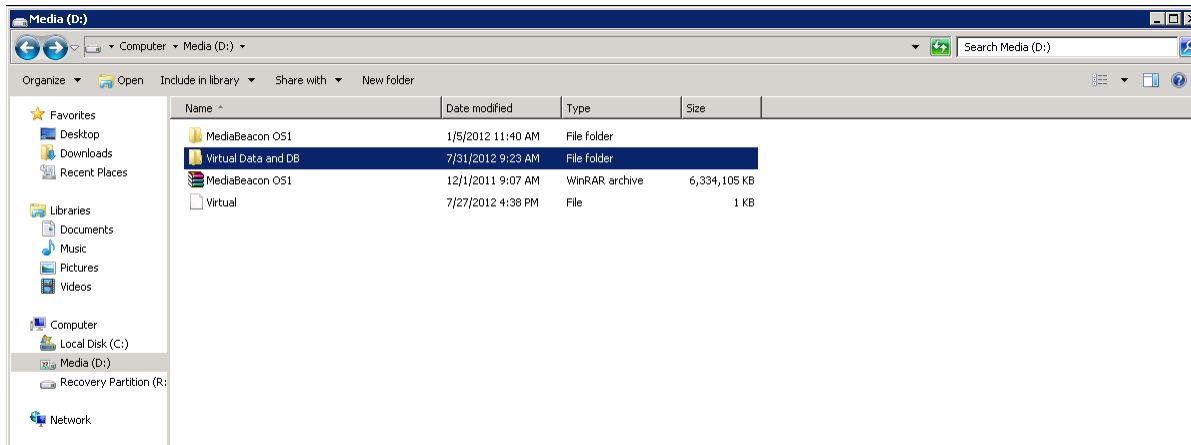 Media (D:)
Computer Media (D:) Search Media (D:)
Organize Open Include in library Share with New folder
Name Date modified Type Size
Favorites
Desktop
Downloads
Recent Places
Libraries
Documents
Music
Pictures
Videos
Computer
Local Disk (C:)
Media (D:)
Recovery Partition (R:
Network
MediaBeacon OS1 1/5/2012 11:40 AM File folder
Virtual Data and DB 7/31/2012 9:23 AM File folder
MediaBeacon OS1 12/1/2011 9:07 AM WinRAR archive 6,334,105 KB
Virtual 7/27/2012 4:38 PM File 1 KB